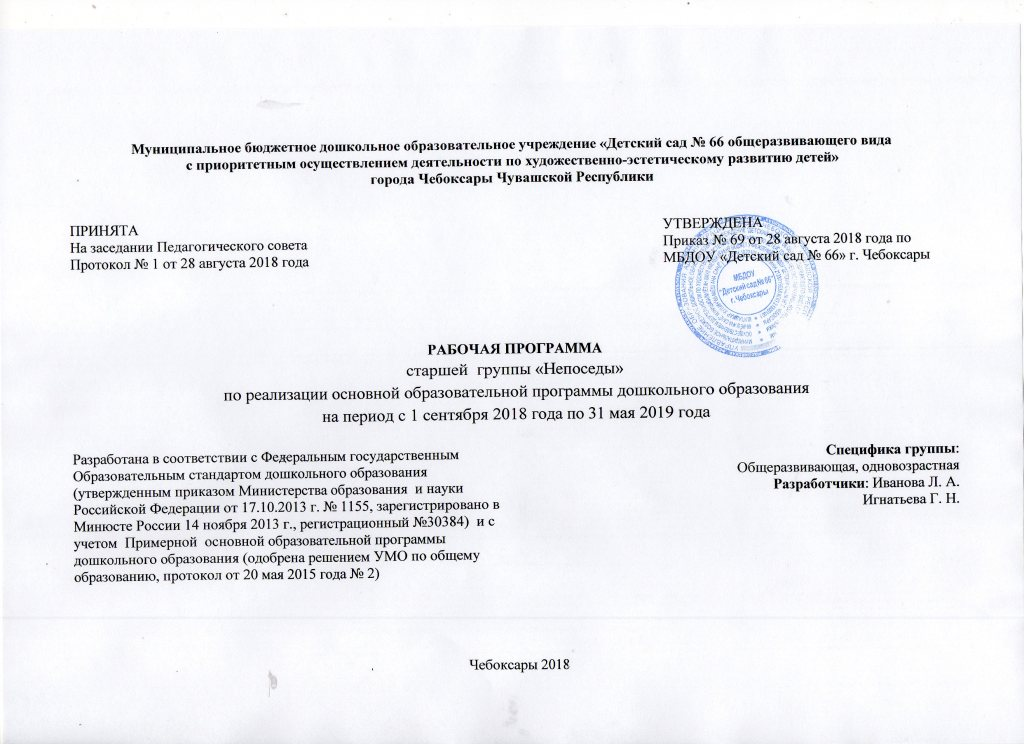 Муниципальное бюджетное дошкольное образовательное учреждение «Детский сад № 66 общеразвивающего вида
с приоритетным осуществлением деятельности по художественно-эстетическому развитию детей»
города Чебоксары Чувашской Республики
ПРИНЯТА
На заседании Педагогического совета
Протокол № 1 от 28 августа 2018 года
УТВЕРЖДЕНА
Приказ № 69 от 28 августа 2018 года по
МБДОУ «Детский сад № 66» г. Чебоксары
МБДОУ
"Детский сад № 66"
г. Чебоксары
РАБОЧАЯ ПРОГРАММА
старшей группы «Непоседы»
по реализации основной образовательной программы дошкольного образования
на период с 1 сентября 2018 года по 31 мая 2019 года
Разработана в соответствии с Федеральным государственным
Образовательным стандартом дошкольного образования
(утвержденным приказом Министерства образования и науки
Российской Федерации от 17.10.2013 г. № 1155, зарегистрировано в
Минюсте России 14 ноября 2013 г., регистрационный №30384) и с
учетом Примерной основной образовательной программы
дошкольного образования (одобрена решением УМО по общему
образованию, протокол от 20 мая 2015 года № 2)
Специфика группы:
Общеразвивающая, одновозрастная
Разработчики: Иванова Л. А.
Игнатьева Г. Н.
Чебоксары 2018